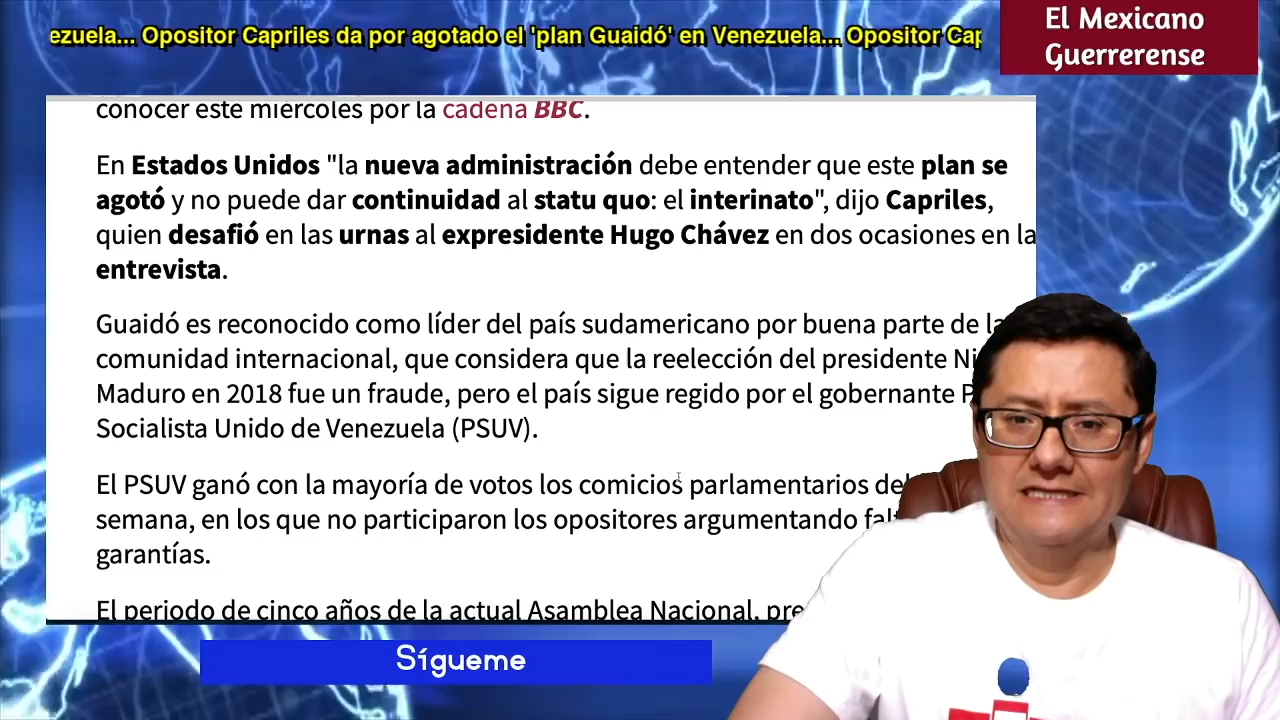 ezuela... Opositor Capriles da por agotado el 'plan Guaidó' en Venezuela... Opositor Cap
El Mexicano
Guerrerense
conocer este miércoles por la cadena BBC.
En Estados Unidos "la nueva administración debe entender que este plan se
agotó y no puede dar continuidad al statu quo: el interinato", dijo Capriles,
quien desafió en las urnas al expresidente Hugo Chávez en dos ocasiones en la
entrevista.
Guaidó es reconocido como líder del país sudamericano por buena parte de la
comunidad internacional, que considera que la reelección del presidente Ni
Maduro en 2018 fue un fraude, pero el país sigue regido por el gobernante P
Socialista Unido de Venezuela (PSUV).
El PSUV ganó con la mayoría de votos los comicios parlamentarios del
semana, en los que no participaron los opositores argumentando falt
garantías.
El periodo de cinco años de la actual Asamblea Nacional, pre
Sígueme